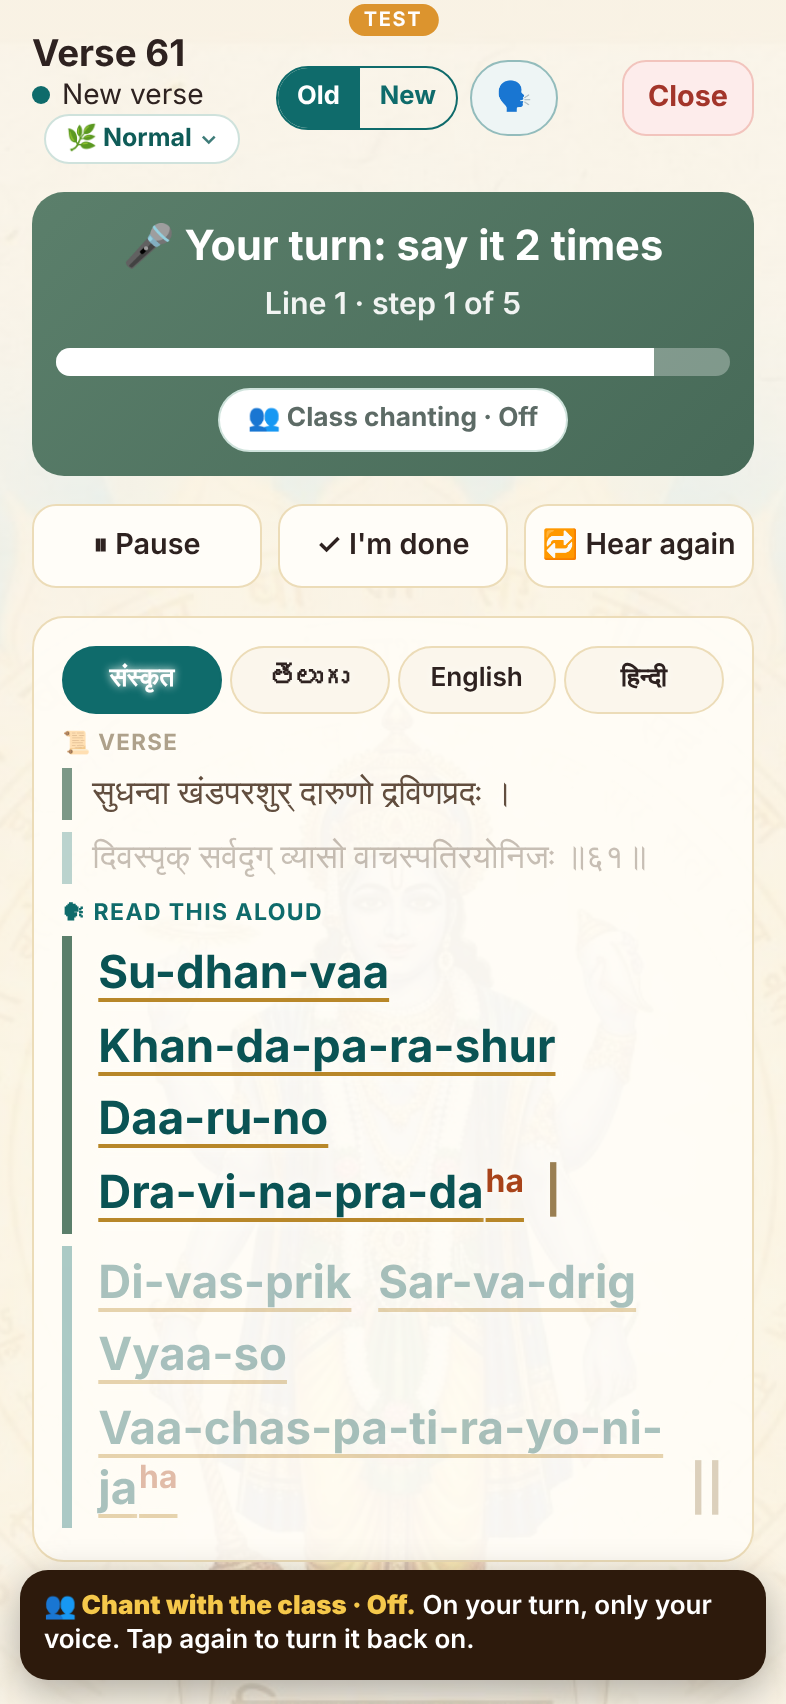 TEST
Verse 61
New verse
Normal
Old New
Close
Your turn: say it 2 times
Line 1 · step 1 of 5
Class chanting · Off
Pause
✓ I'm done
Hear again
संस्कृत
తెలుగు
English
हिन्दी
VERSE
सुधन्वा खंडपरशुर् दारुणो द्रविणप्रदः ।
दिवस्पृक् सर्वदृग् व्यासो वाचस्पतिरयोनिजः ॥६१॥
READ THIS ALOUD
Su-dhan-vaa
Khan-da-pa-ra-shur
Daa-ru-no
Dra-vi-na-pra-daha |
Di-vas-prik Sar-va-drig
Vyaa-so
Vaa-chas-pa-ti-ra-yo-ni-
jaha ||
Chant with the class · Off. On your turn, only your
voice. Tap again to turn it back on.